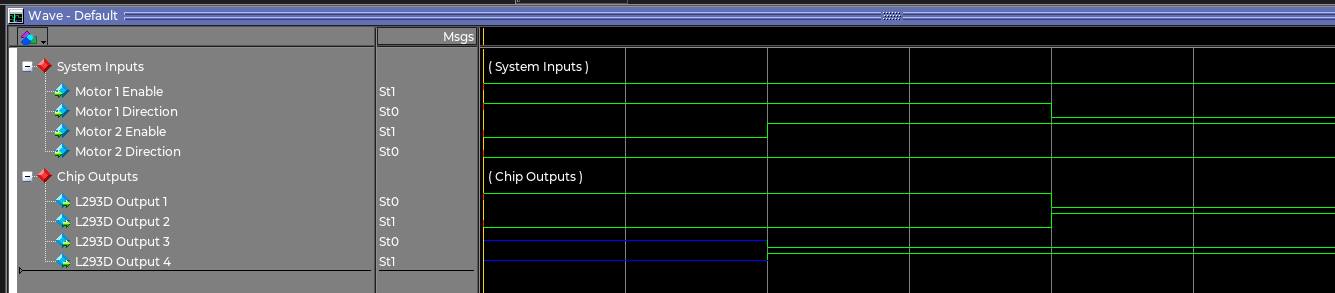 Wave - Default
Msgs
System Inputs ( System Inputs )
Motor 1 Enable St1
Motor 1 Direction St0
Motor 2 Enable St1
Motor 2 Direction St0
Chip Outputs ( Chip Outputs )
L293D Output 1 St0
L293D Output 2 St1
L293D Output 3 St0
L293D Output 4 St1